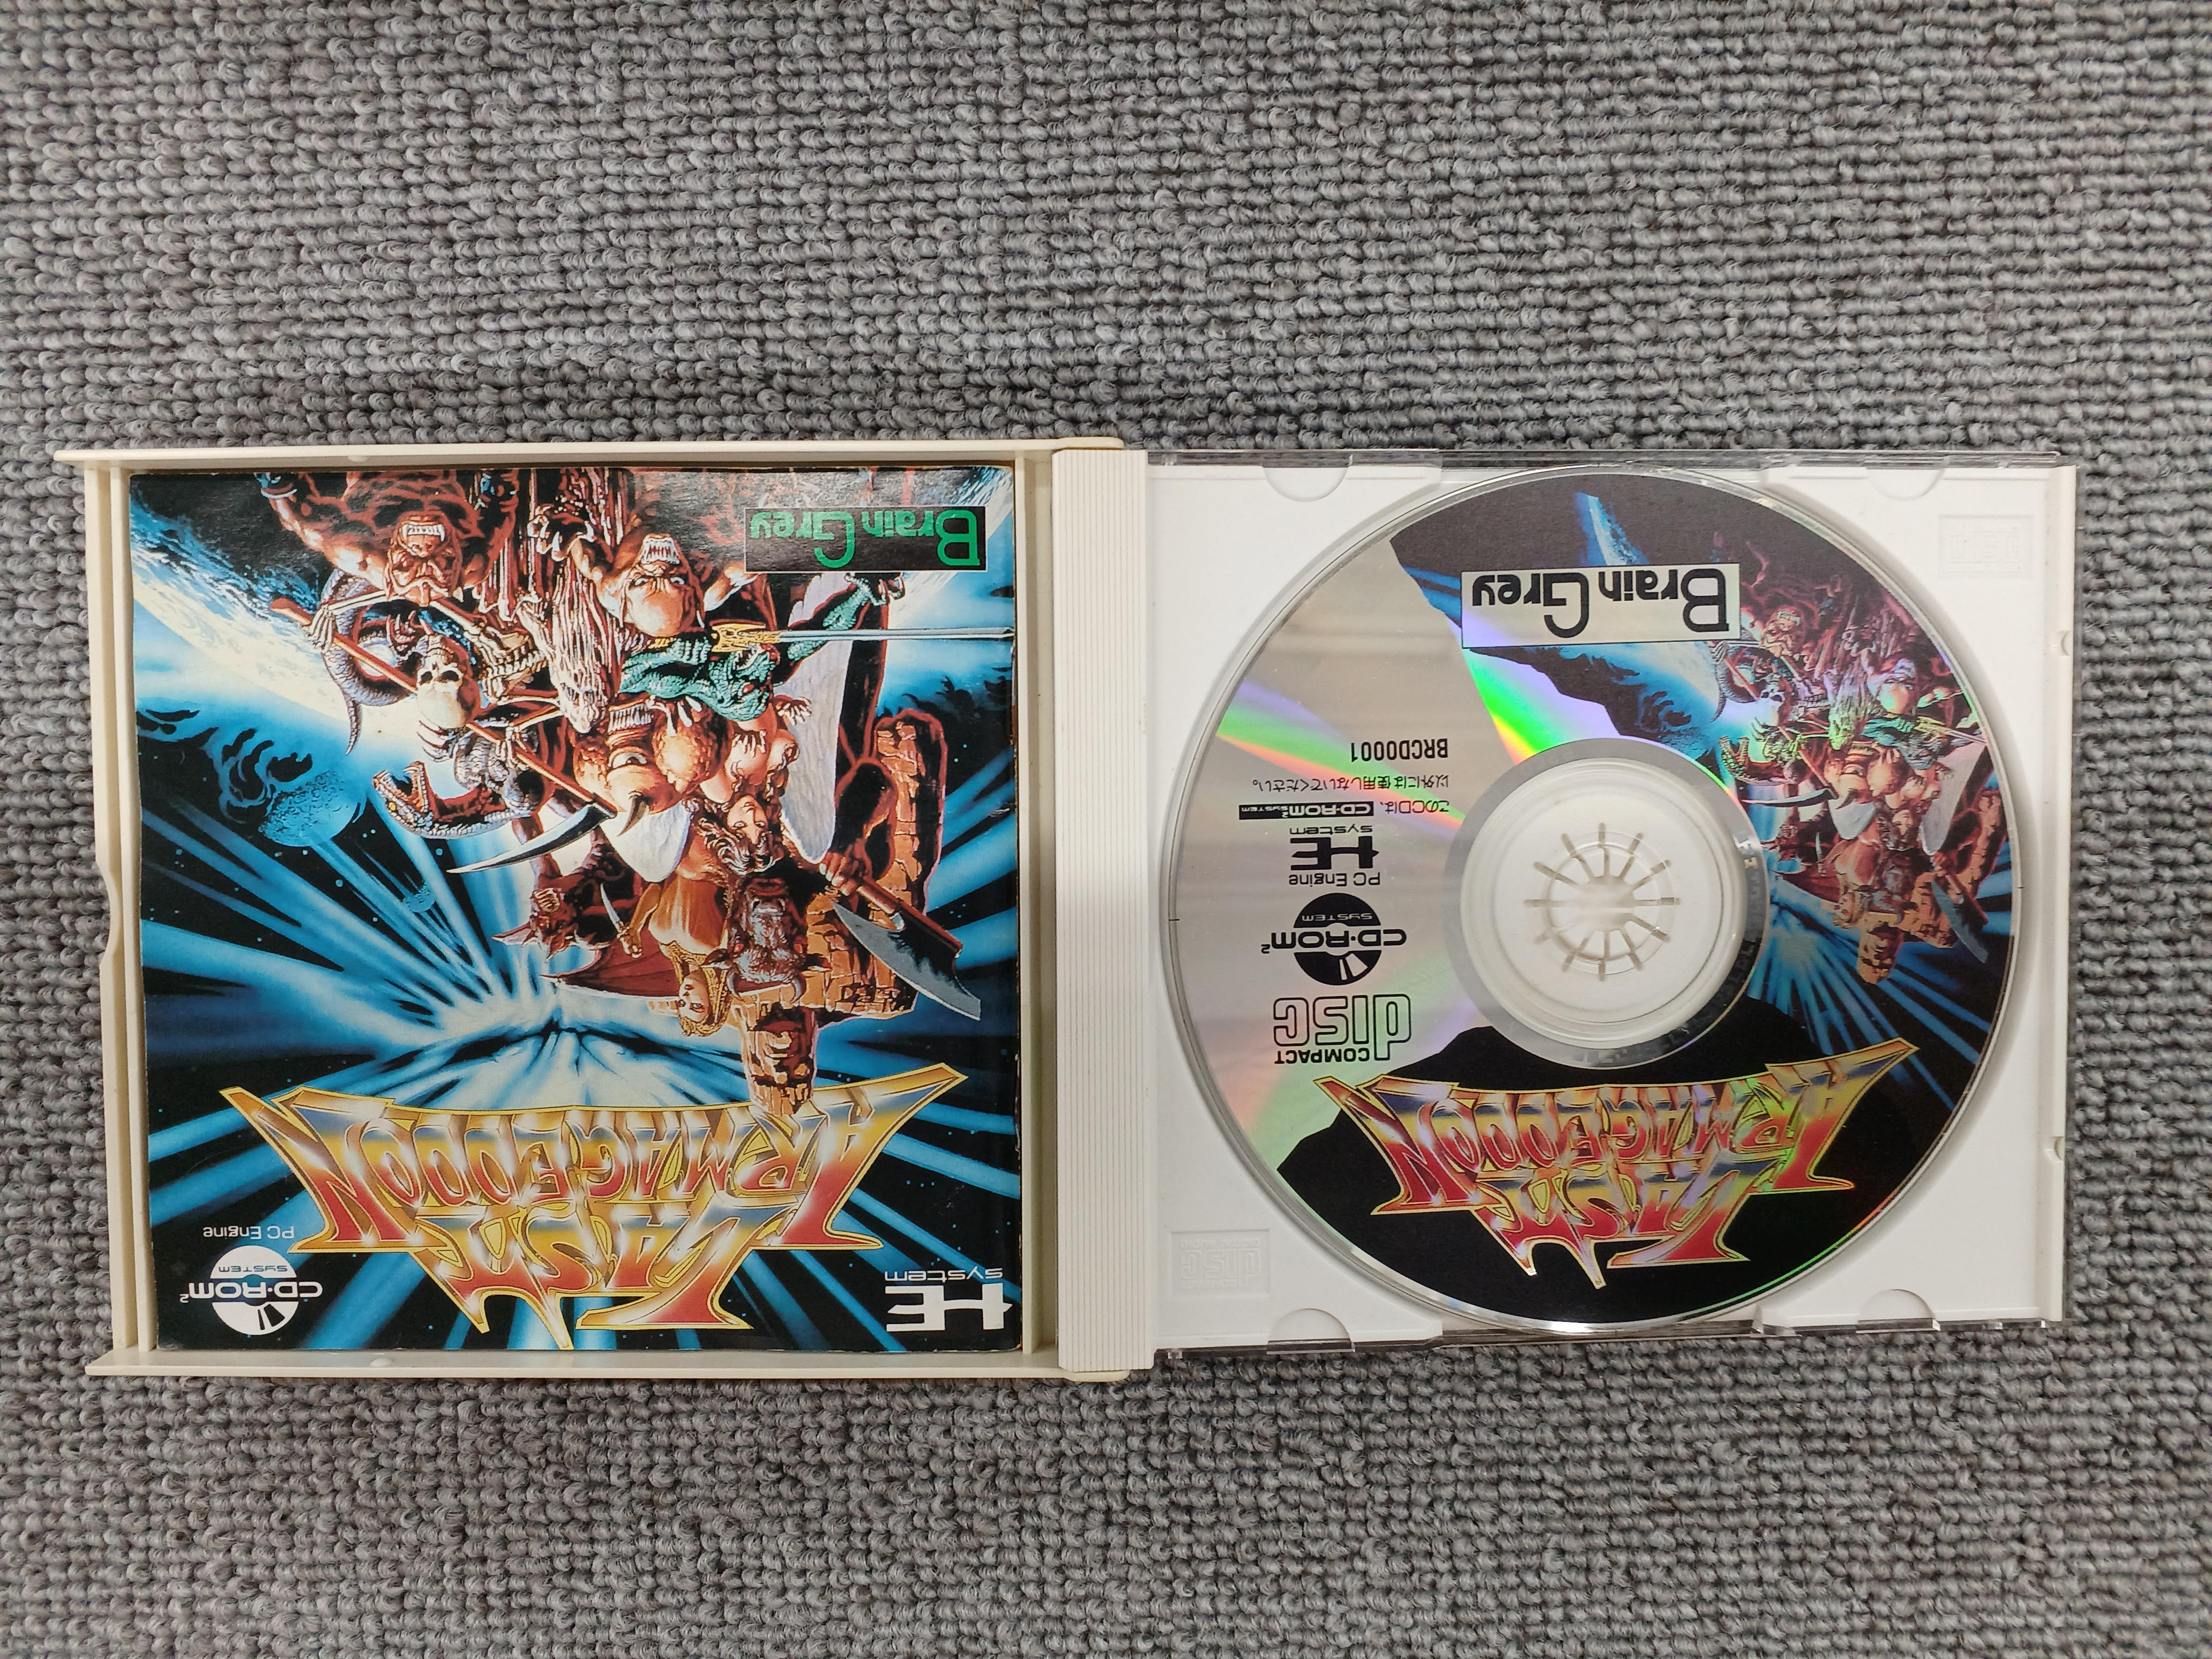 HE
system
CD-ROM²
SYSTEM
PC Engine
LAST
ARMAGEDDON
Brain Grey
LAST
ARMAGEDDON
COMPACT
disc
CD-ROM²
SYSTEM
PC Engine
HE
system
このCDは、CD-ROM² SYSTEM
以外には使用しないでください。
BRCD0001
Brain Grey